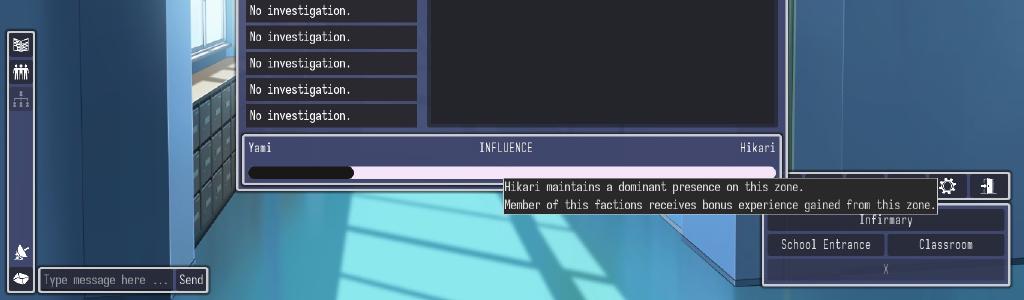 No investigation.
No investigation.
No investigation.
No investigation.
No investigation.
Yami INFLUENCE Hikari
Hikari maintains a dominant presence on this zone.
Member of this factions receives bonus experience gained from this zone.
Infirmary
School Entrance Classroom
X
Type message here ... Send